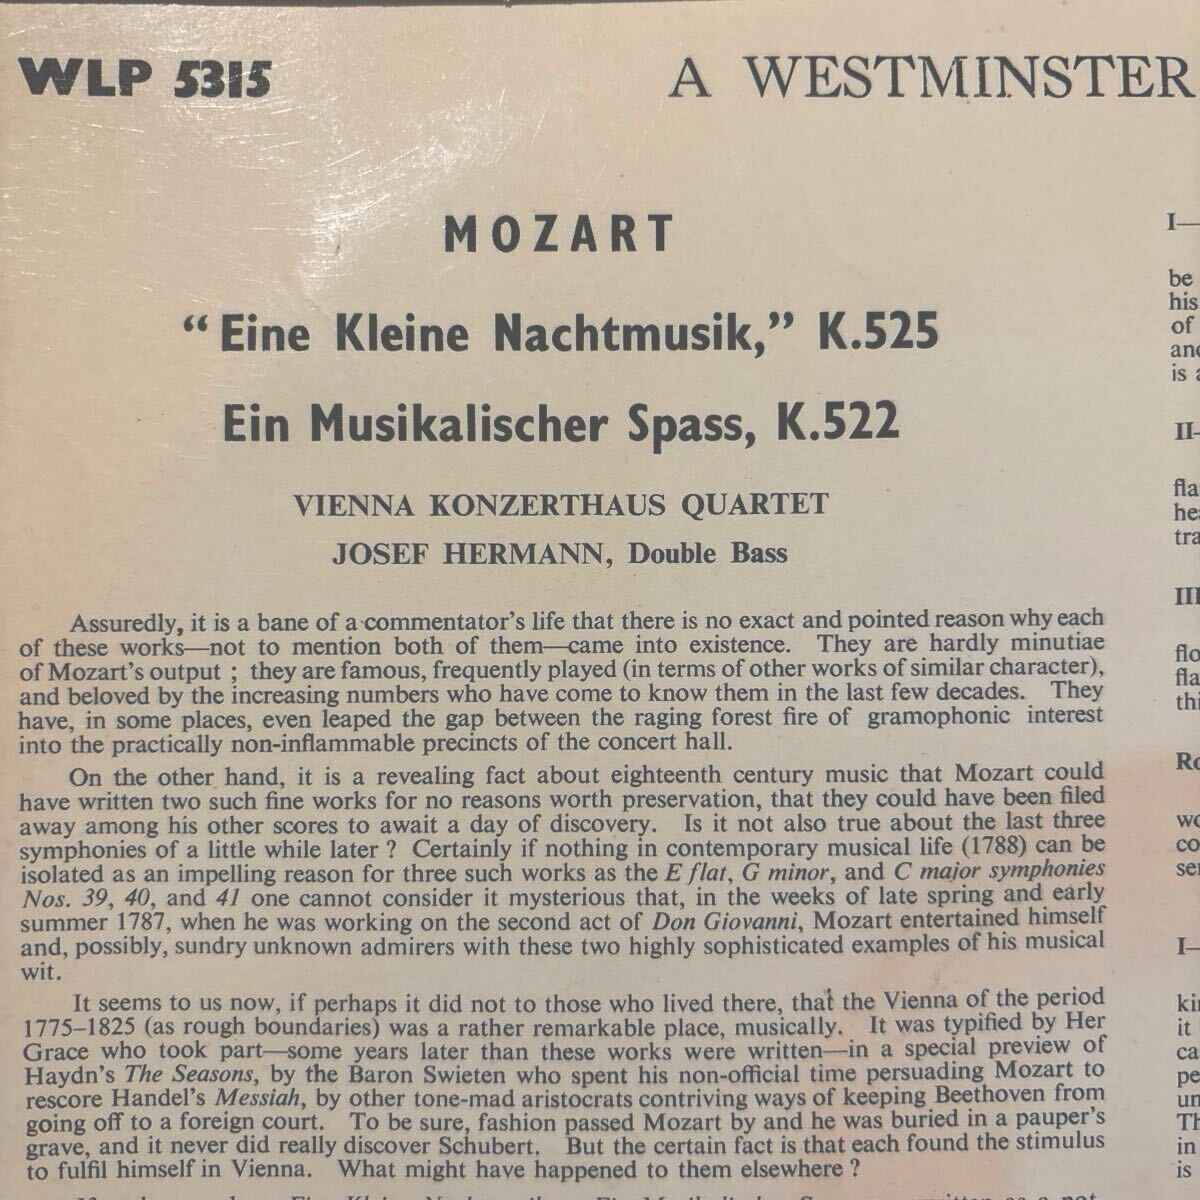 WLP 5315
A WESTMINSTER
MOZART
“Eine Kleine Nachtmusik,” K.525
Ein Musikalischer Spass, K.522
VIENNA KONZERTHAUS QUARTET
JOSEF HERMANN, Double Bass
Assuredly, it is a bane of a commentator’s life that there is no exact and pointed reason why each
of these works—not to mention both of them—came into existence. They are hardly minutiae
of Mozart’s output ; they are famous, frequently played (in terms of other works of similar character),
and beloved by the increasing numbers who have come to know them in the last few decades. They
have, in some places, even leaped the gap between the raging forest fire of gramophonic interest
into the practically non-inflammable precincts of the concert hall.
On the other hand, it is a revealing fact about eighteenth century music that Mozart could
have written two such fine works for no reasons worth preservation, that they could have been filed
away among his other scores to await a day of discovery. Is it not also true about the last three
symphonies of a little while later ? Certainly if nothing in contemporary musical life (1788) can be
isolated as an impelling reason for three such works as the E flat, G minor, and C major symphonies
Nos. 39, 40, and 41 one cannot consider it mysterious that, in the weeks of late spring and early
summer 1787, when he was working on the second act of Don Giovanni, Mozart entertained himself
and, possibly, sundry unknown admirers with these two highly sophisticated examples of his musical
wit.
It seems to us now, if perhaps it did not to those who lived there, that the Vienna of the period
1775–1825 (as rough boundaries) was a rather remarkable place, musically. It was typified by Her
Grace who took part—some years later than these works were written—in a special preview of
Haydn’s The Seasons, by the Baron Swieten who spent his non-official time persuading Mozart to
rescore Handel’s Messiah, by other tone-mad aristocrats contriving ways of keeping Beethoven from
going off to a foreign court. To be sure, fashion passed Mozart by and he was buried in a pauper’s
grave, and it never did really discover Schubert. But the certain fact is that each found the stimulus
to fulfil himself in Vienna. What might have happened to them elsewhere ?
I—
be
his
of
is
II
III
I—
it
in
is